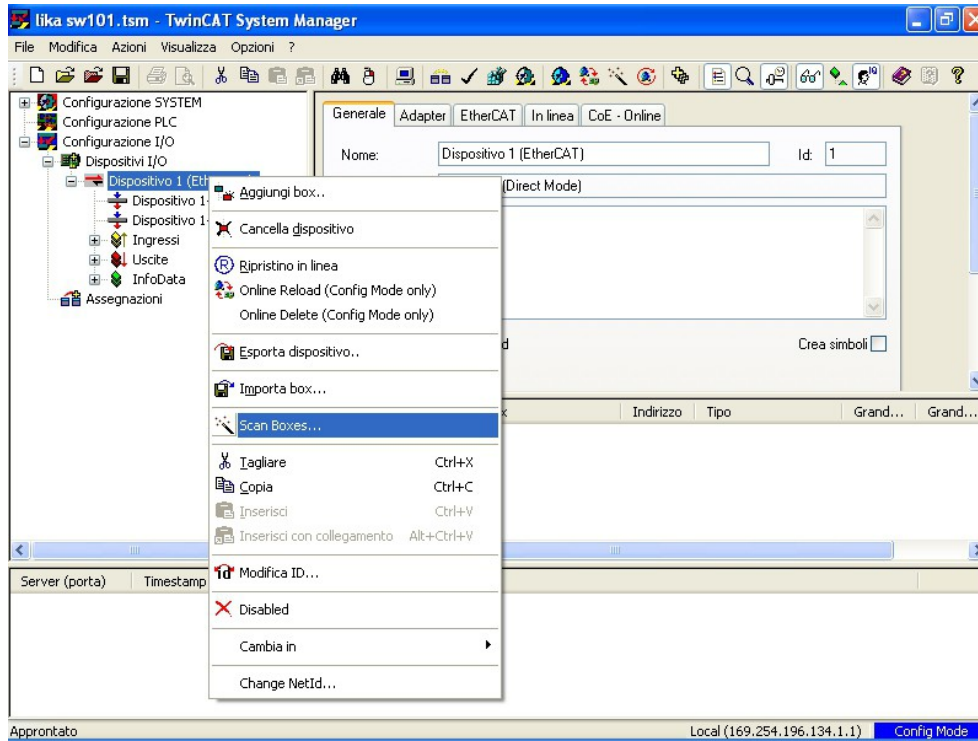 lika sw101.tsm - TwinCAT System Manager
File Modifica Azioni Visualizza Opzioni ?
Configurazione SYSTEM
Configurazione PLC
Configurazione I/O
Dispositivi I/O
Dispositivo 1 (Eth
Dispositivo 1-
Dispositivo 1-
Ingressi
Uscite
InfoData
Assegnazioni
Generale Adapter EtherCAT In linea CoE - Online
Nome: Dispositivo 1 (EtherCAT) Id: 1
(Direct Mode)
Crea simboli
Indirizzo Tipo Grand... Grand...
Aggiungi box..
Cancella dispositivo
Ripristino in linea
Online Reload (Config Mode only)
Online Delete (Config Mode only)
Esporta dispositivo..
Importa box...
Scan Boxes...
Tagliare Ctrl+X
Copia Ctrl+C
Inserisci Ctrl+V
Inserisci con collegamento Alt+Ctrl+V
Modifica ID...
Disabled
Cambia in
Change NetId...
Server (porta) Timestamp
Approntato Local (169.254.196.134.1.1) Config Mode